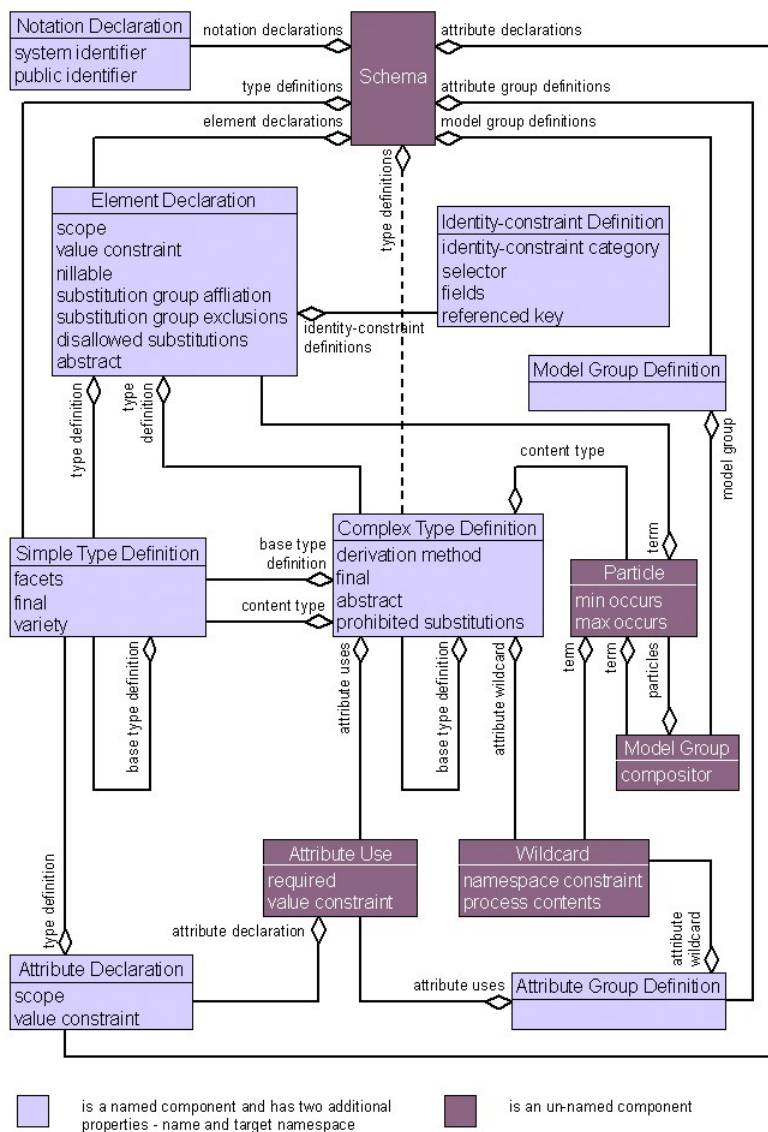 Notation Declaration
system identifier
public identifier
notation declarations
Schema
attribute declarations
type definitions
attribute group definitions
element declarations
model group definitions
type definitions
Element Declaration
scope
value constraint
nillable
substitution group affliation
substitution group exclusions
disallowed substitutions
abstract
Identity-constraint Definition
identity-constraint category
selector
fields
referenced key
identity-constraint
definitions
Model Group Definition
type definition
type
definition
content type
model group
Simple Type Definition
facets
final
variety
base type
definition
content type
Complex Type Definition
derivation method
final
abstract
prohibited substitutions
term
Particle
min occurs
max occurs
base type definition
attribute uses
base type definition
attribute wildcard
term
term
particles
Model Group
compositor
Attribute Use
required
value constraint
Wildcard
namespace constraint
process contents
type definition
attribute declaration
attribute
wildcard
Attribute Declaration
scope
value constraint
attribute uses
Attribute Group Definition
is a named component and has two additional
properties - name and target namespace
is an un-named component